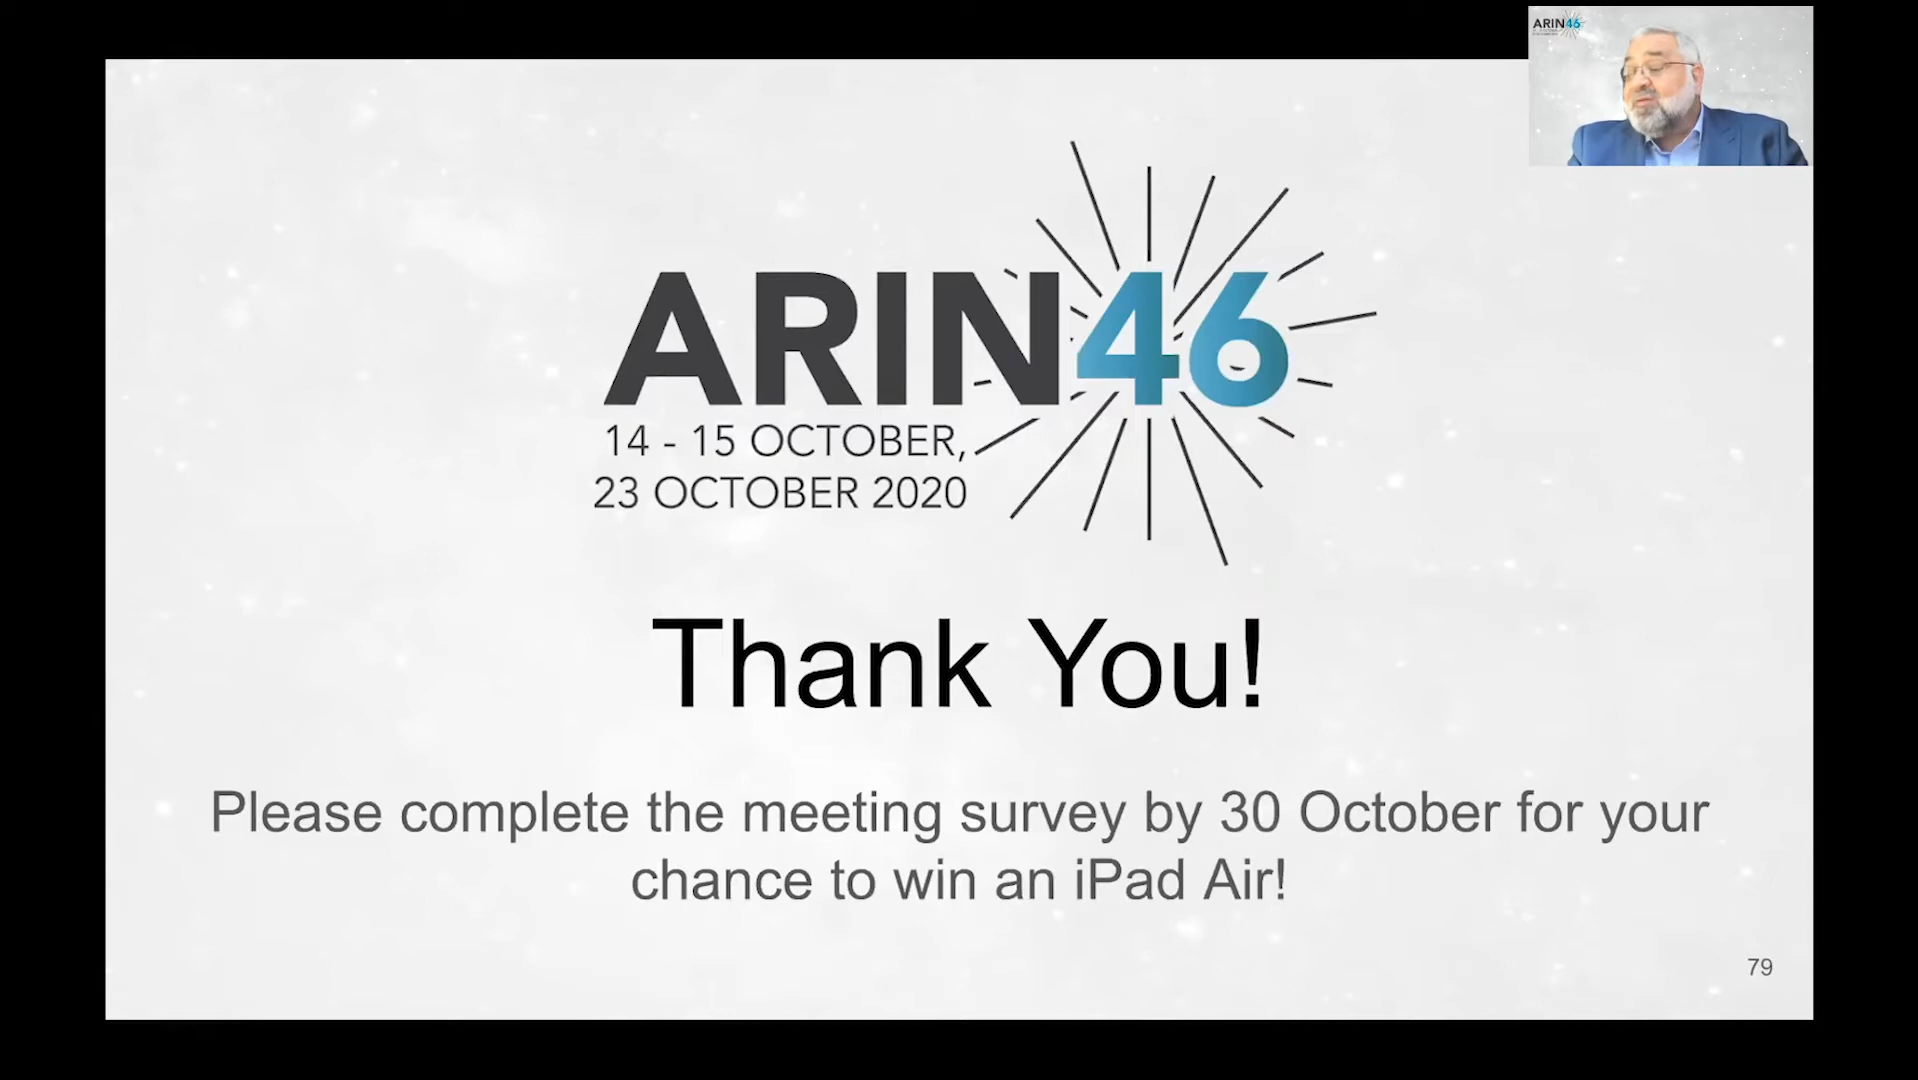 ARIN46
ARIN46
14 - 15 OCTOBER,
23 OCTOBER 2020
Thank You!
Please complete the meeting survey by 30 October for your
chance to win an iPad Air!
79